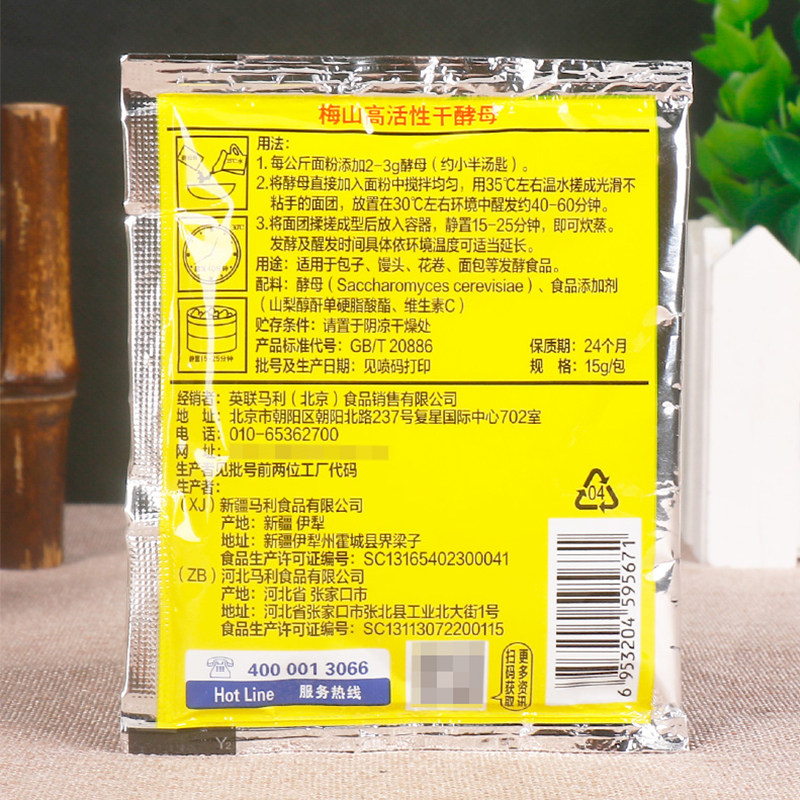 梅山高活性干酵母
用法：
1.每公斤面粉添加2-3g酵母（约小半汤匙）。
2.将酵母直接加入面粉中搅拌均匀，用35℃左右温水揉成光滑不
粘手的面团，放置在30℃左右环境中醒发约40-60分钟。
3.将面团揉搓成型后放入容器，静置15-25分钟，即可炊蒸。
发酵及醒发时间具体依环境温度可适当延长。
用途：适用于包子、馒头、花卷、面包等发酵食品。
配料：酵母（Saccharomyces cerevisiae）、食品添加剂
（山梨醇酐单硬脂酸酯、维生素C）
贮存条件：请置于阴凉干燥处
产品标准代号：GB/T 20886 保质期：24个月
批号及生产日期：见喷码打印 规 格：15g/包
静置15-25分钟
经销者：英联马利（北京）食品销售有限公司
地 址：北京市朝阳区朝阳北路237号复星国际中心702室
电 话：010-65362700
网 址：
生产者见批号前两位工厂代码
生产者：
（XJ）新疆马利食品有限公司
产地：新疆 伊犁
地址：新疆伊犁州霍城县界梁子
食品生产许可证编号：SC13165402300041
（ZB）河北马利食品有限公司
产地：河北省 张家口市
地址：河北省张家口市张北县工业北大街1号
食品生产许可证编号：SC13113072200115
04
400 001 3066
Hot Line 服务热线
更多资讯
扫码获取
6 953204 595671
Y2